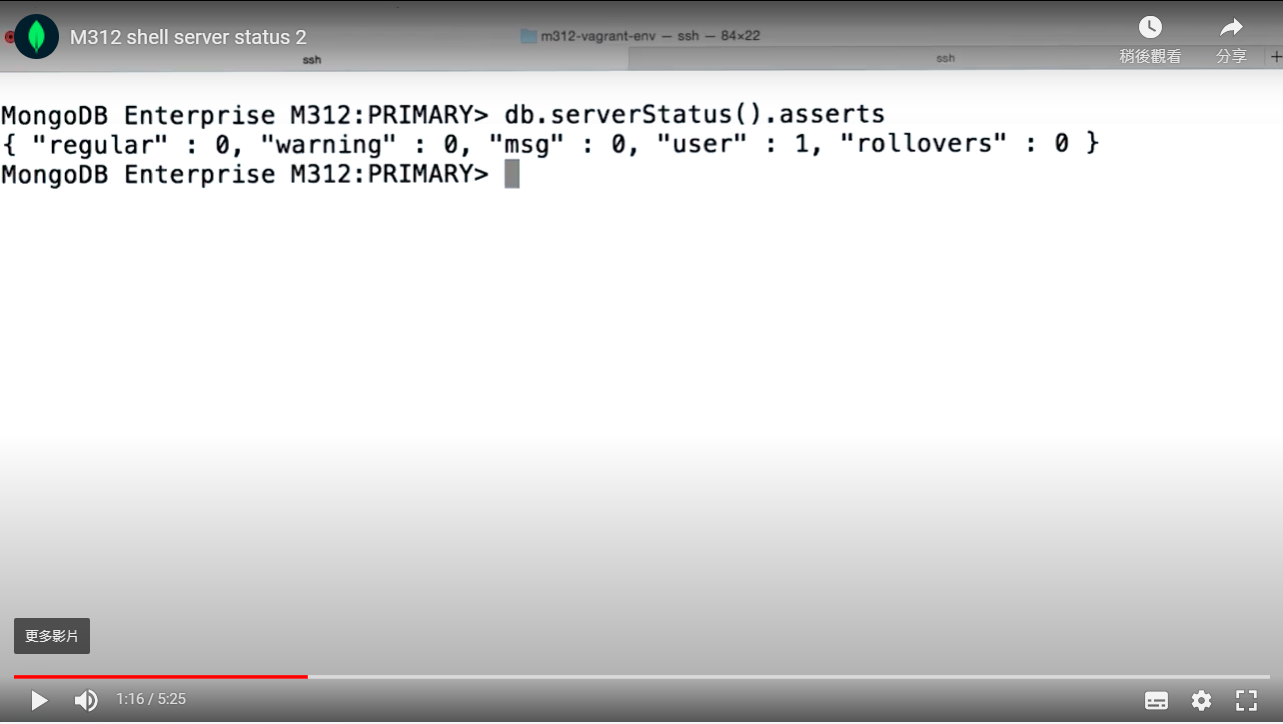 M312 shell server status 2
m312-vagrant-env — ssh — 84×22
稍後觀看
分享
ssh
ssh
MongoDB Enterprise M312:PRIMARY> db.serverStatus().asserts
{ "regular" : 0, "warning" : 0, "msg" : 0, "user" : 1, "rollovers" : 0 }
MongoDB Enterprise M312:PRIMARY>
更多影片
1:16 / 5:25